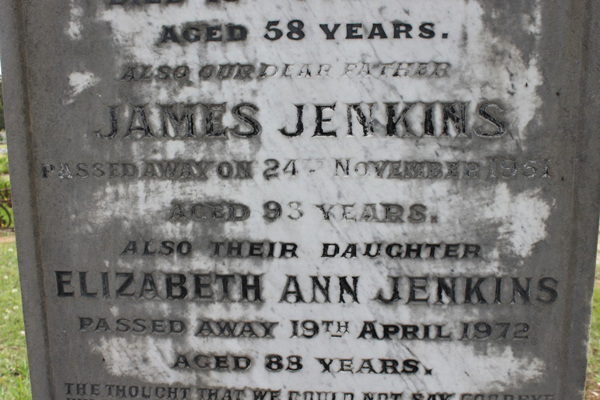 AGED 58 YEARS.
ALSO OUR DEAR FATHER
JAMES JENKINS
PASSED AWAY ON 24TH NOVEMBER 1951
AGED 93 YEARS.
ALSO THEIR DAUGHTER
ELIZABETH ANN JENKINS
PASSED AWAY 19TH APRIL 1972
AGED 88 YEARS.
THE THOUGHT THAT WE COULD NOT SAY GOODBYE